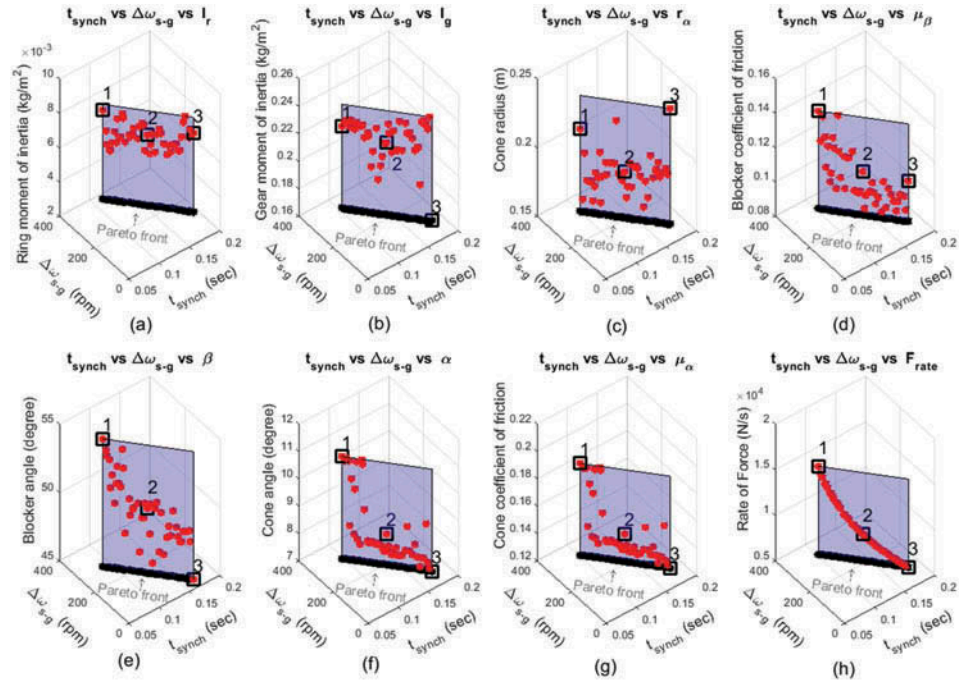 t_synch vs Δω_s-g vs I_r
t_synch vs Δω_s-g vs I_g
t_synch vs Δω_s-g vs r_α
t_synch vs Δω_s-g vs μ_β
Ring moment of inertia (kg/m²)
× 10⁻³
10
8
6
4
2
400
200
0
0.05
0.1
0.15
0.2
Δω_s-g (rpm)
t_synch (sec)
1
2
3
Pareto front
(a)
Gear moment of inertia (kg/m²)
0.26
0.24
0.22
0.2
0.18
0.16
400
200
0
0.05
0.1
0.15
0.2
Δω_s-g (rpm)
t_synch (sec)
1
2
3
Pareto front
(b)
Cone radius (m)
0.25
0.2
0.15
400
200
0
0.05
0.1
0.15
0.2
Δω_s-g (rpm)
t_synch (sec)
1
2
3
Pareto front
(c)
Blocker coefficient of friction
0.16
0.14
0.12
0.1
0.08
400
200
0
0.05
0.1
0.15
0.2
Δω_s-g (rpm)
t_synch (sec)
1
2
3
Pareto front
(d)
t_synch vs Δω_s-g vs β
t_synch vs Δω_s-g vs α
t_synch vs Δω_s-g vs μ_α
t_synch vs Δω_s-g vs F_rate
Blocker angle (degree)
55
50
45
400
200
0
0.05
0.1
0.15
0.2
Δω_s-g (rpm)
t_synch (sec)
1
2
3
Pareto front
(e)
Cone angle (degree)
12
11
10
9
8
7
400
200
0
0.05
0.1
0.15
0.2
Δω_s-g (rpm)
t_synch (sec)
1
2
3
Pareto front
(f)
Cone coefficient of friction
0.22
0.2
0.18
0.16
0.14
0.12
400
200
0
0.05
0.1
0.15
0.2
Δω_s-g (rpm)
t_synch (sec)
1
2
3
Pareto front
(g)
Rate of Force (N/s)
× 10⁴
2
1.5
1
0.5
400
200
0
0.05
0.1
0.15
0.2
Δω_s-g (rpm)
t_synch (sec)
1
2
3
Pareto front
(h)